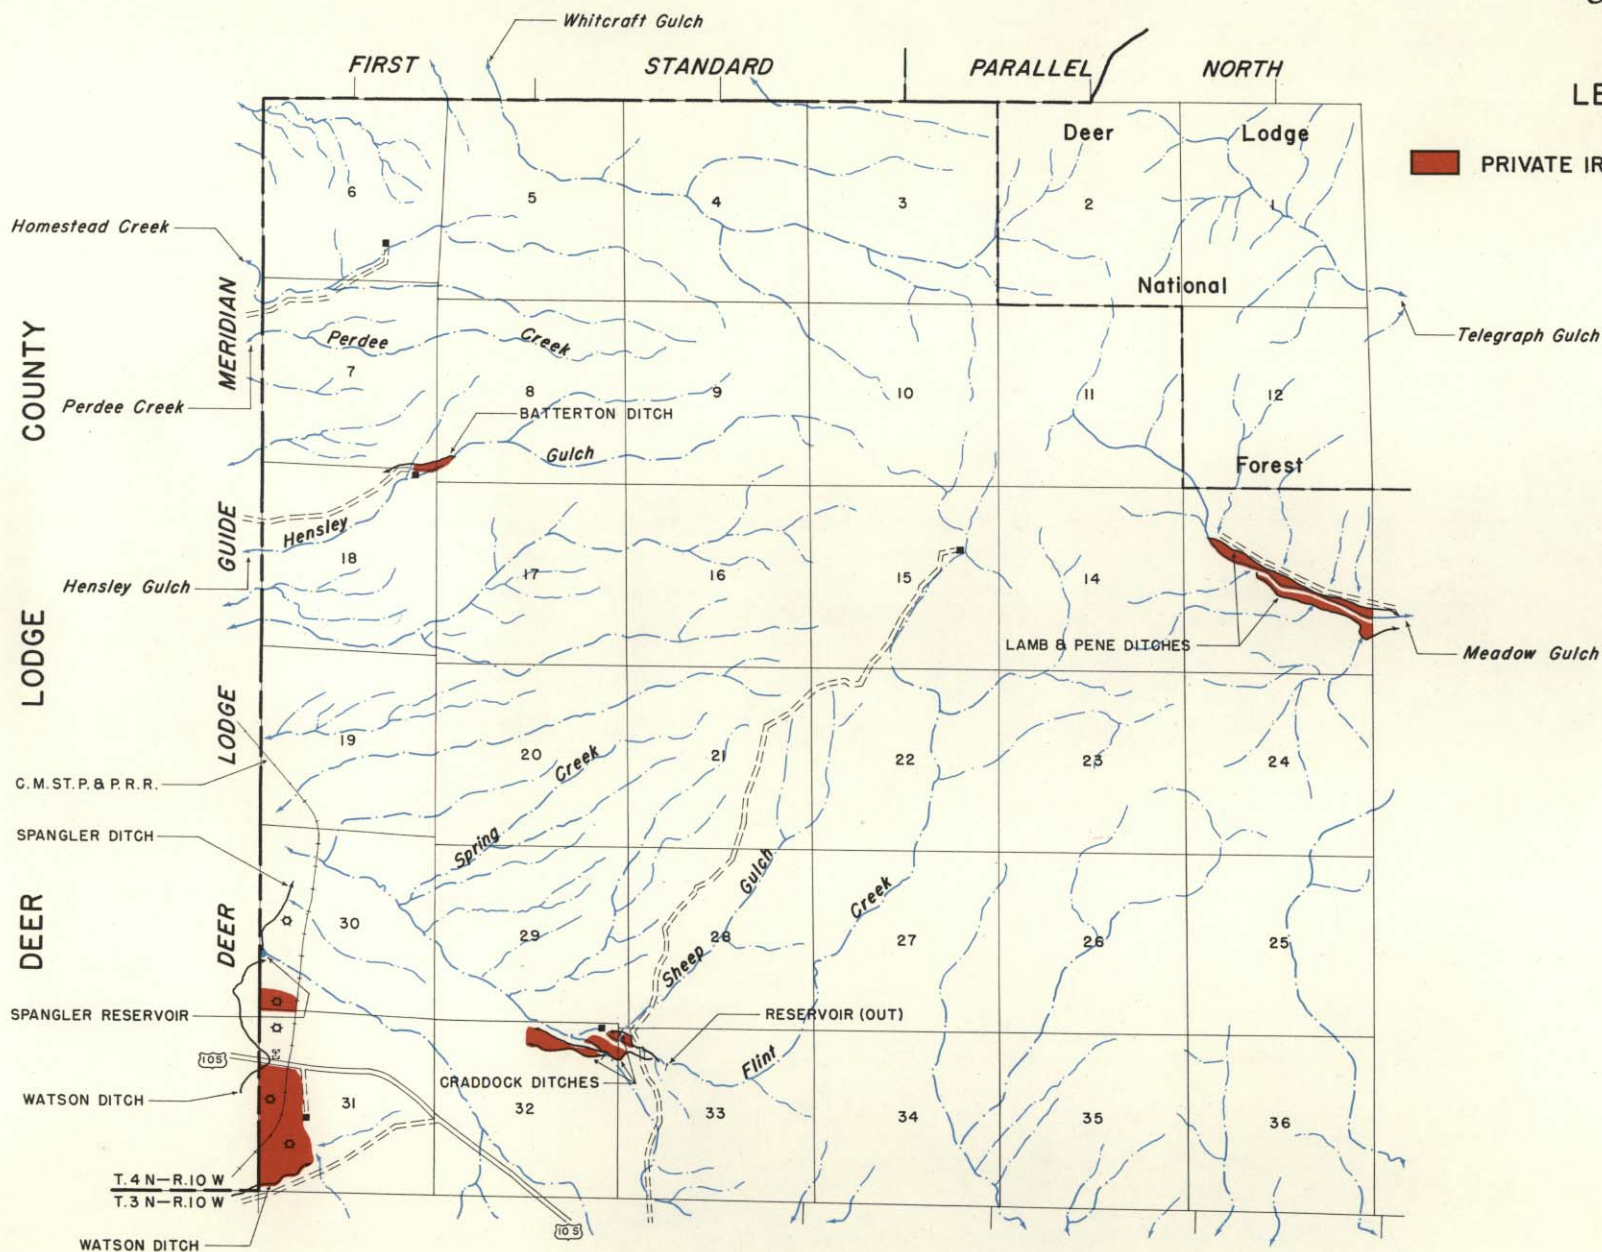 Whitcraft Gulch
FIRST STANDARD PARALLEL NORTH
LE
PRIVATE IR
Deer Lodge
6 5 4 3 2 1
Homestead Creek
National
Telegraph Gulch
MERIDIAN
COUNTY
Perdee Creek
7 8 9 10 11 12
Perdee Creek
BATTERTON DITCH
Gulch
Forest
Hensley
GUIDE
18 17 16 15 14
Hensley Gulch
LODGE
LAMB & PENE DITCHES
Meadow Gulch
LODGE
19 20 21 22 23 24
Creek
C.M.ST.P. & P.R.R.
SPANGLER DITCH
Spring
Gulch
Creek
DEER
DEER
30 29 28 27 26 25
Sheep
SPANGLER RESERVOIR
RESERVOIR (OUT)
10S
Flint
CRADDOCK DITCHES
WATSON DITCH
31 32 33 34 35 36
T.4 N—R.10 W
T.3 N—R.10 W
10 S
WATSON DITCH